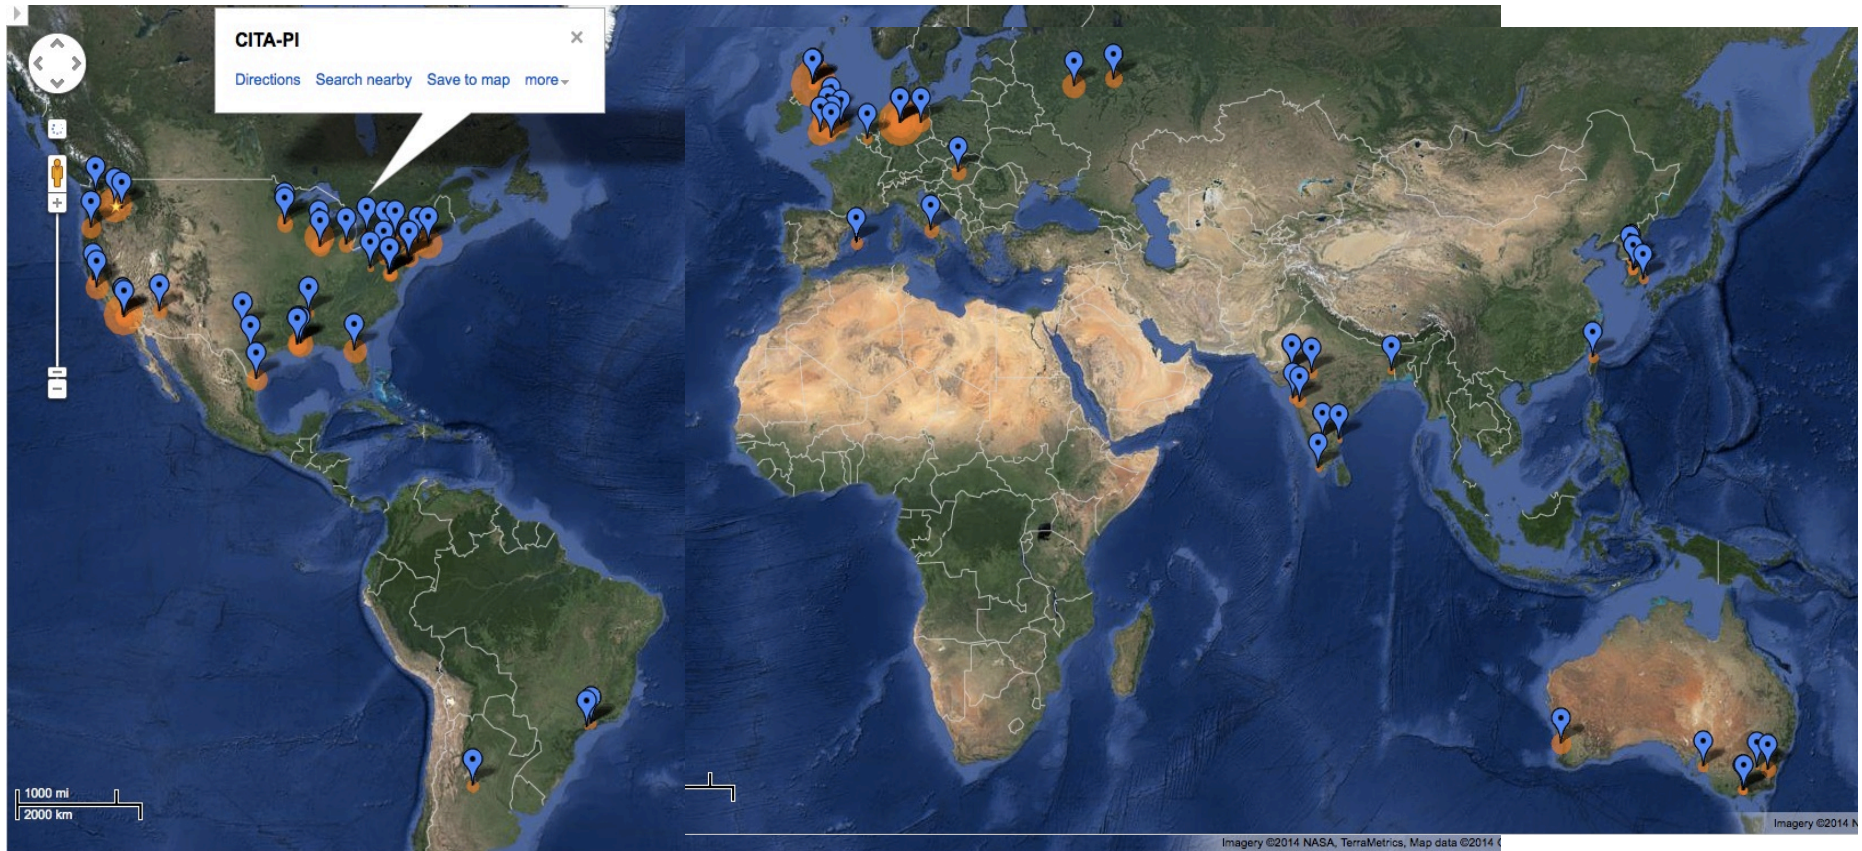 CITA-PI ×
Directions Search nearby Save to map more
1000 mi
2000 km
Imagery ©2014 N
Imagery ©2014 NASA, TerraMetrics, Map data ©2014